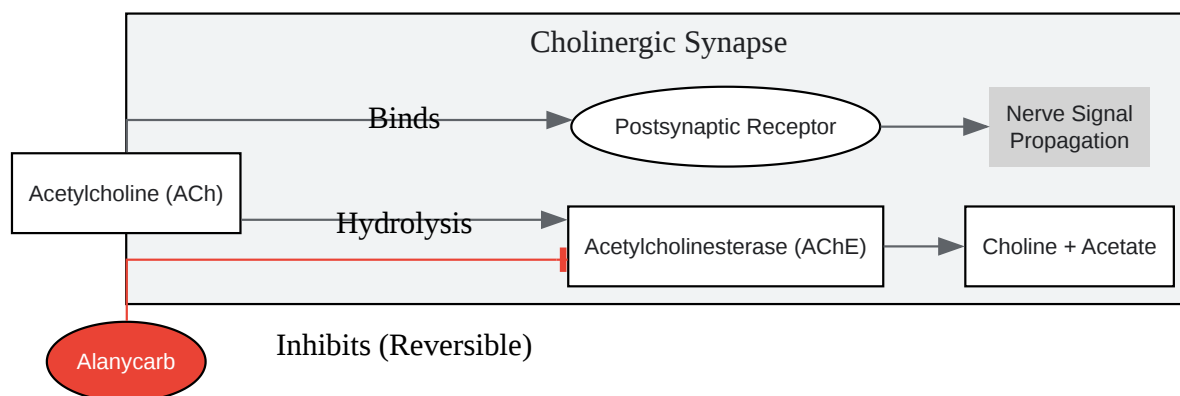 Cholinergic Synapse
Binds
Postsynaptic Receptor
Nerve Signal
Propagation
Acetylcholine (ACh)
Hydrolysis
Acetylcholinesterase (AChE)
Choline + Acetate
Inhibits (Reversible)
Alanycarb